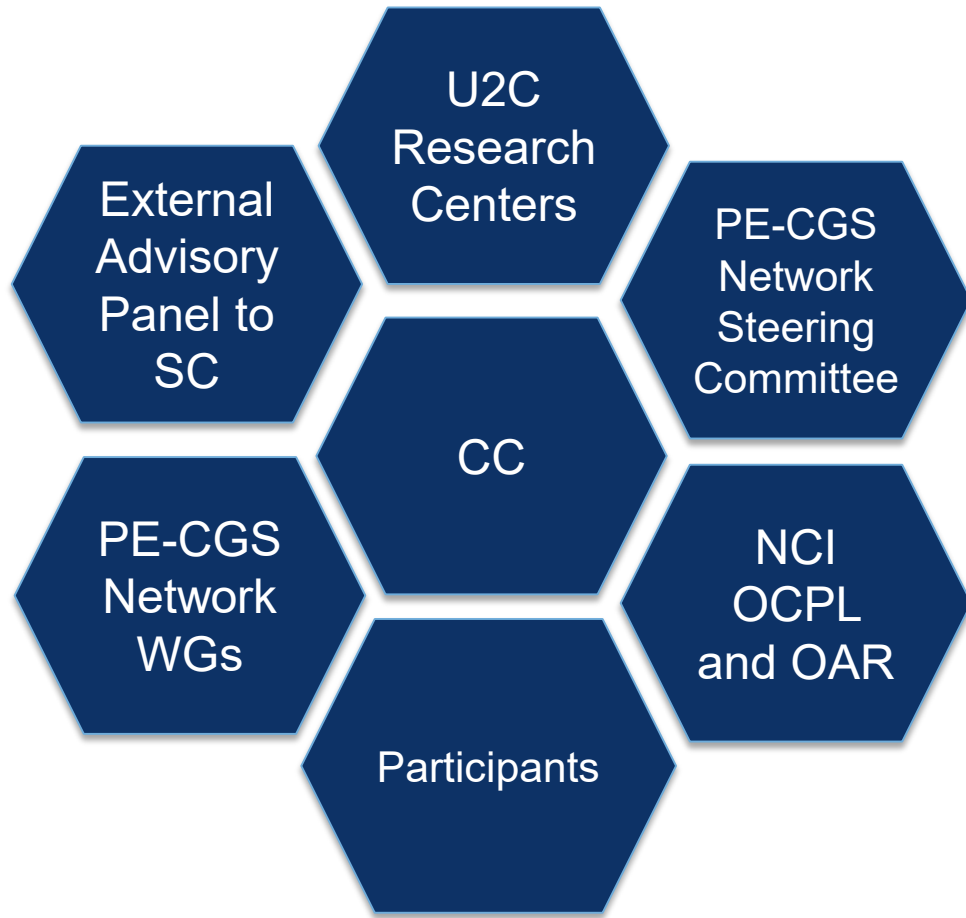 U2C
Research
Centers
External
Advisory
Panel to
SC
PE-CGS
Network
Steering
Committee
CC
PE-CGS
Network
WGs
NCI
OCPL
and OAR
Participants